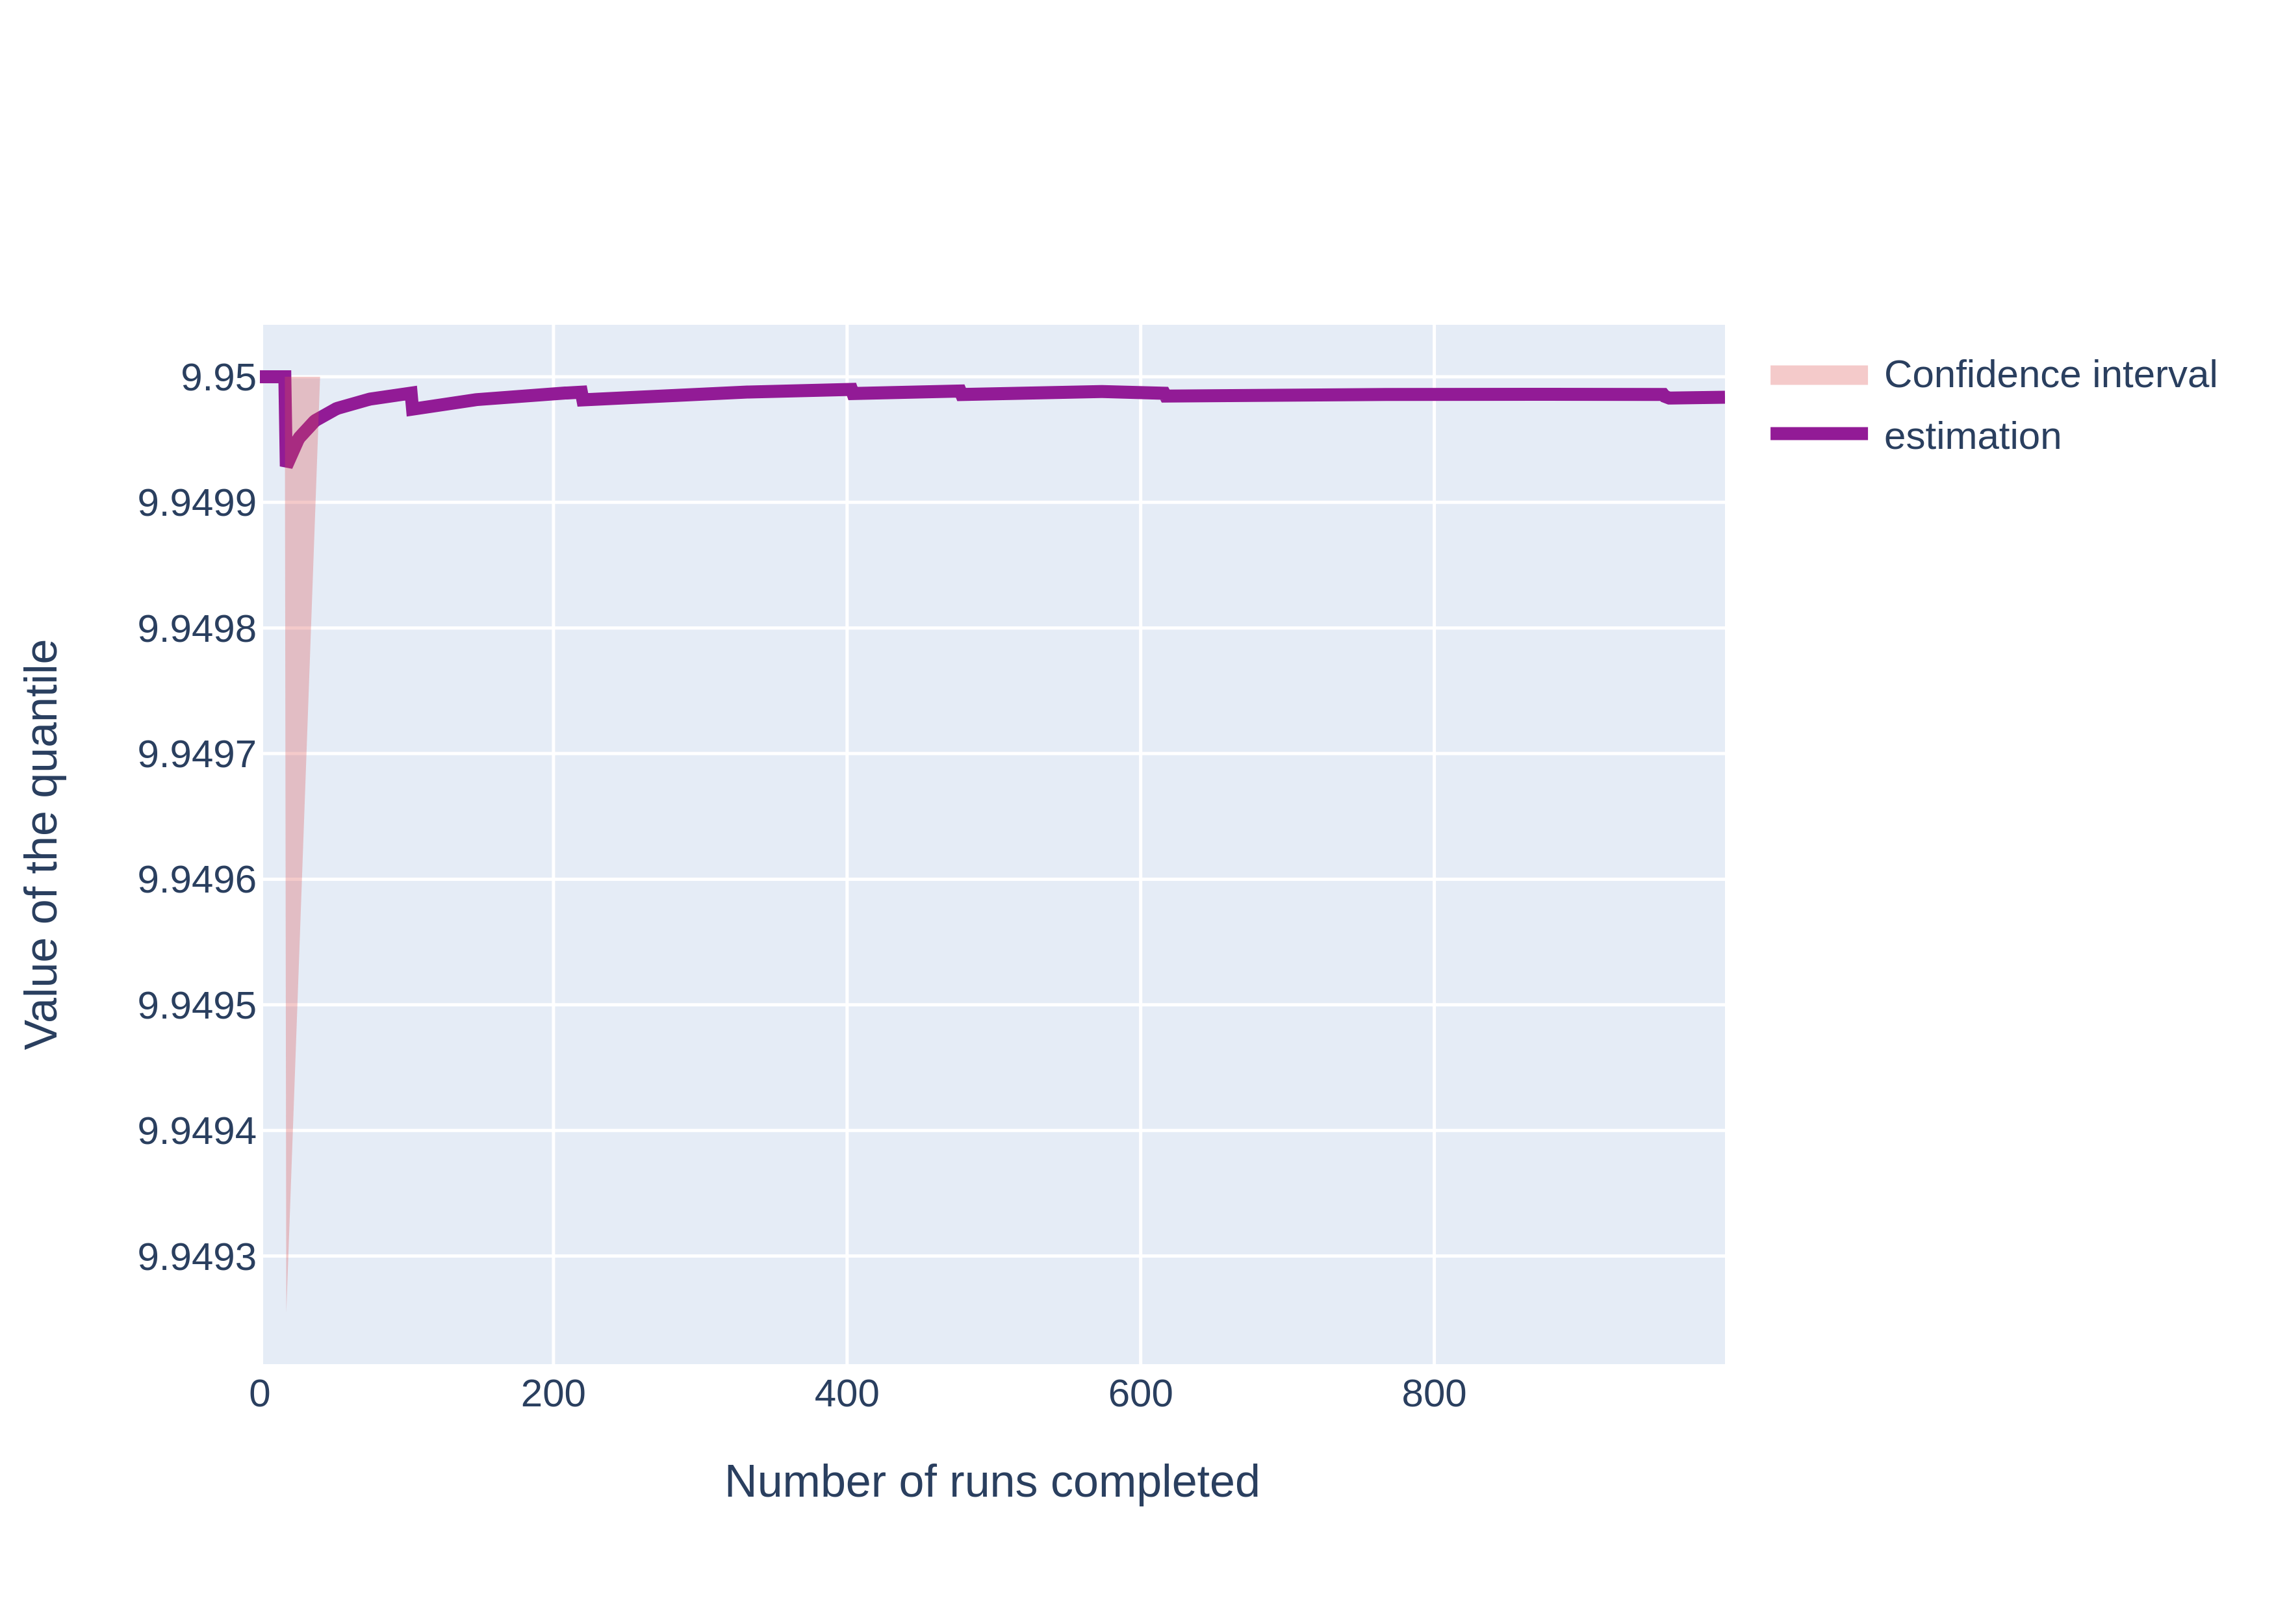 Confidence interval
estimation
9.95
9.9499
9.9498
9.9497
9.9496
9.9495
9.9494
9.9493
Value of the quantile
0 200 400 600 800
Number of runs completed